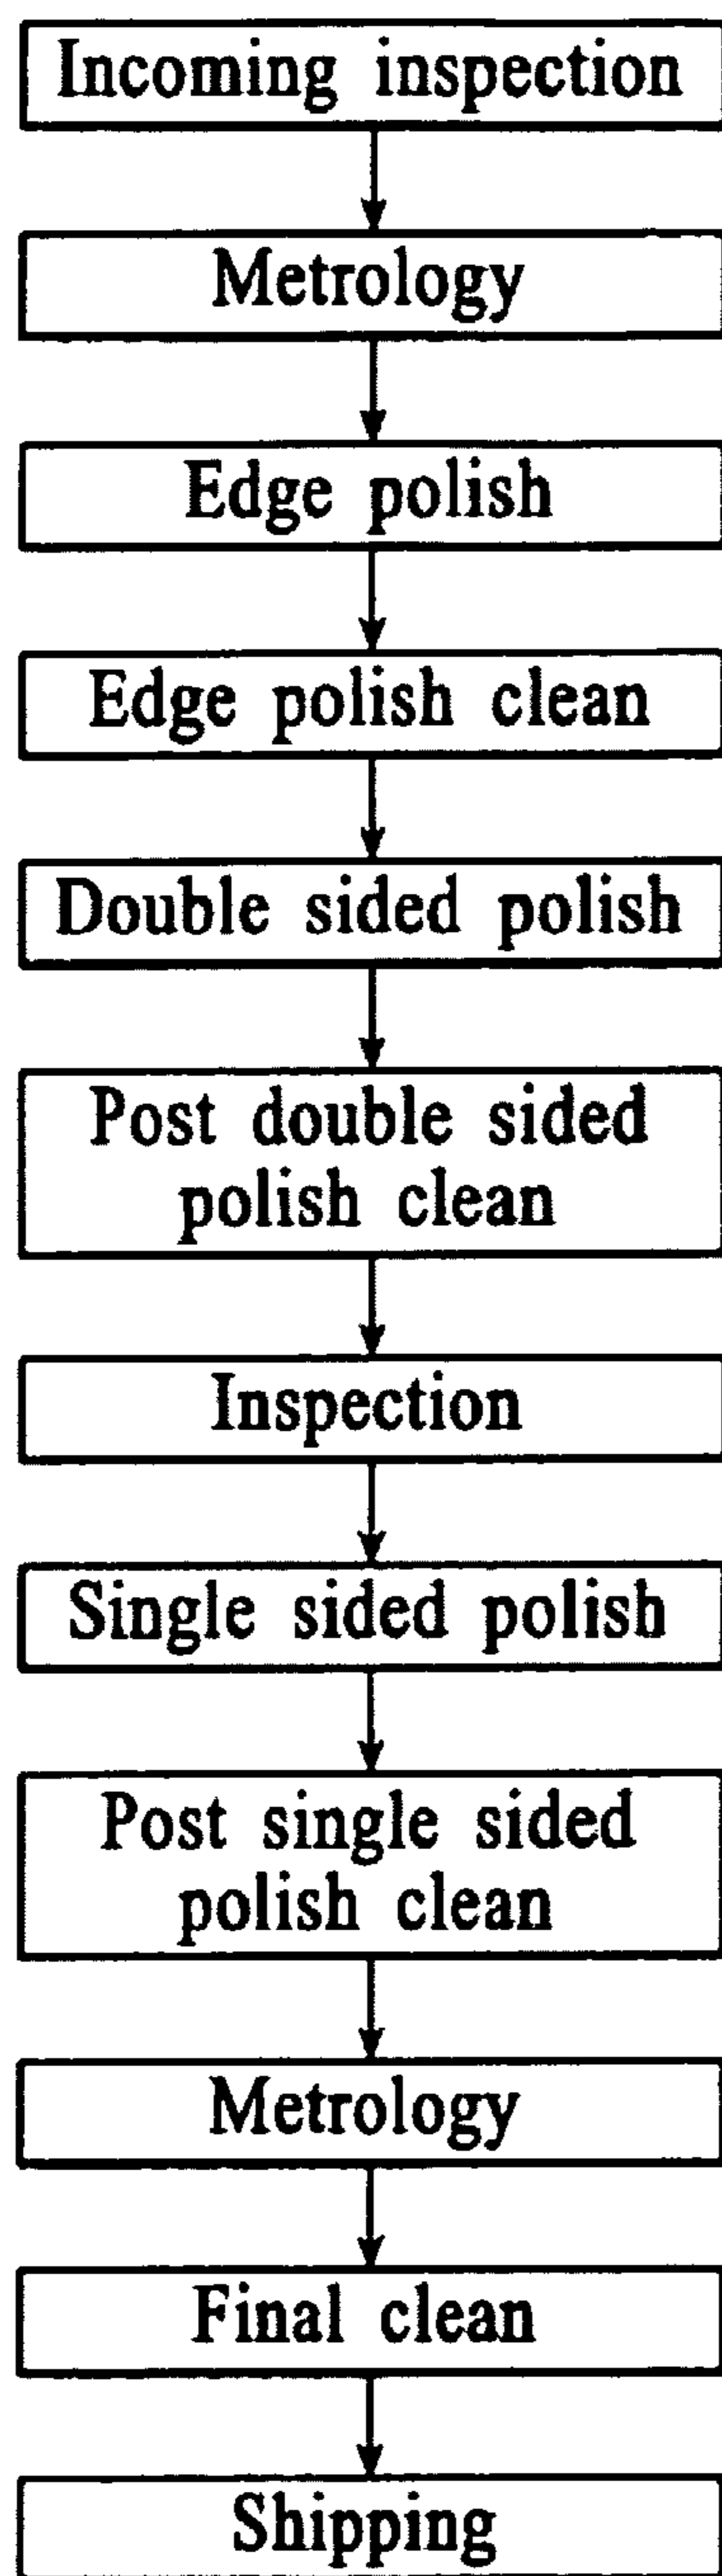 Incoming inspection
Metrology
Edge polish
Edge polish clean
Double sided polish
Post double sided
polish clean
Inspection
Single sided polish
Post single sided
polish clean
Metrology
Final clean
Shipping